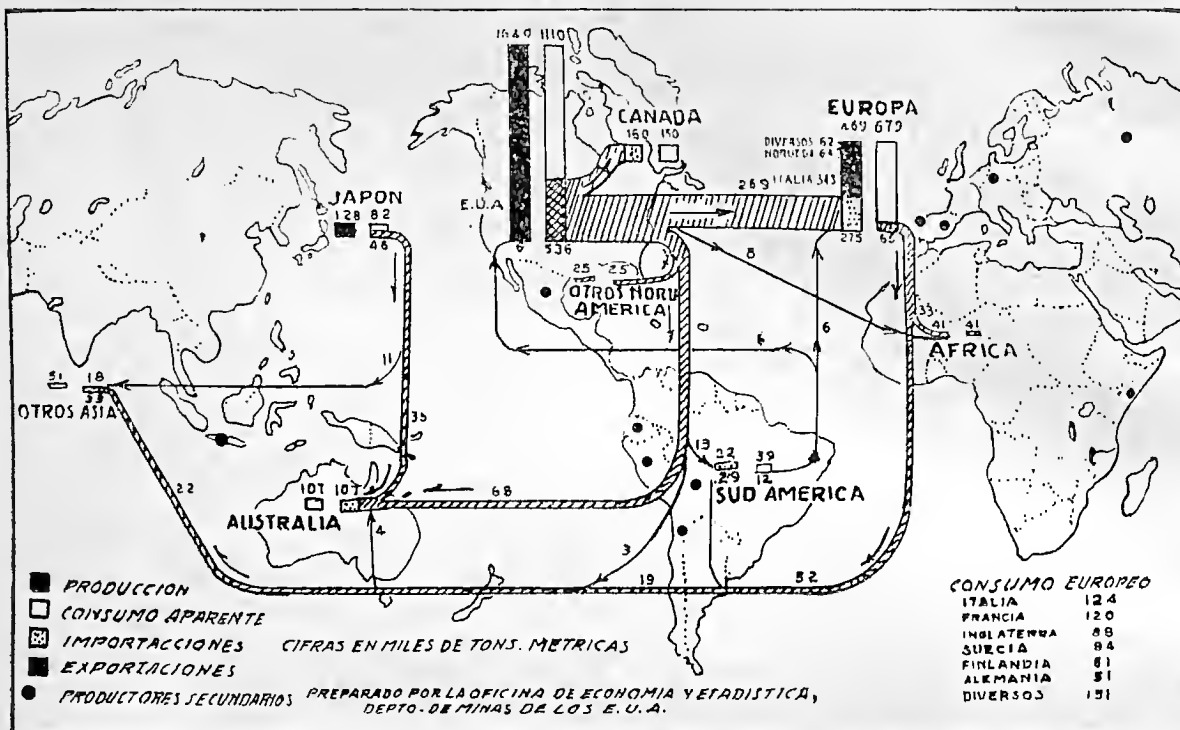 1640 1110
CANADA
160 150
EUROPA
469 679
DIVERSOS 62
NORUEGA 64
ITALIA 343
269
E.U.A
JAPON
128 82
46
536
275
65
25 25
OTROS NORT
AMERICA
8
7
33
41 41
AFRICA
6
6
11
51 18
33
OTROS ASIA
35
13
22 39
29 12
SUD AMERICA
22
107 107
AUSTRALIA
68
4
3
19
52
PRODUCCION
CONSUMO APARENTE
IMPORTACCIONES CIFRAS EN MILES DE TONS. METRICAS
EXPORTACIONES
PRODUCTORES SECUNDARIOS PREPARADO POR LA OFICINA DE ECONOMIA Y ETADISTICA,
DEPTO. DE MINAS DE LOS E.U.A.
CONSUMO EUROPEO
ITALIA 124
FRANCIA 120
INGLATERRA 88
SUECIA 84
FINLANDIA 61
ALEMANIA 51
DIVERSOS 151